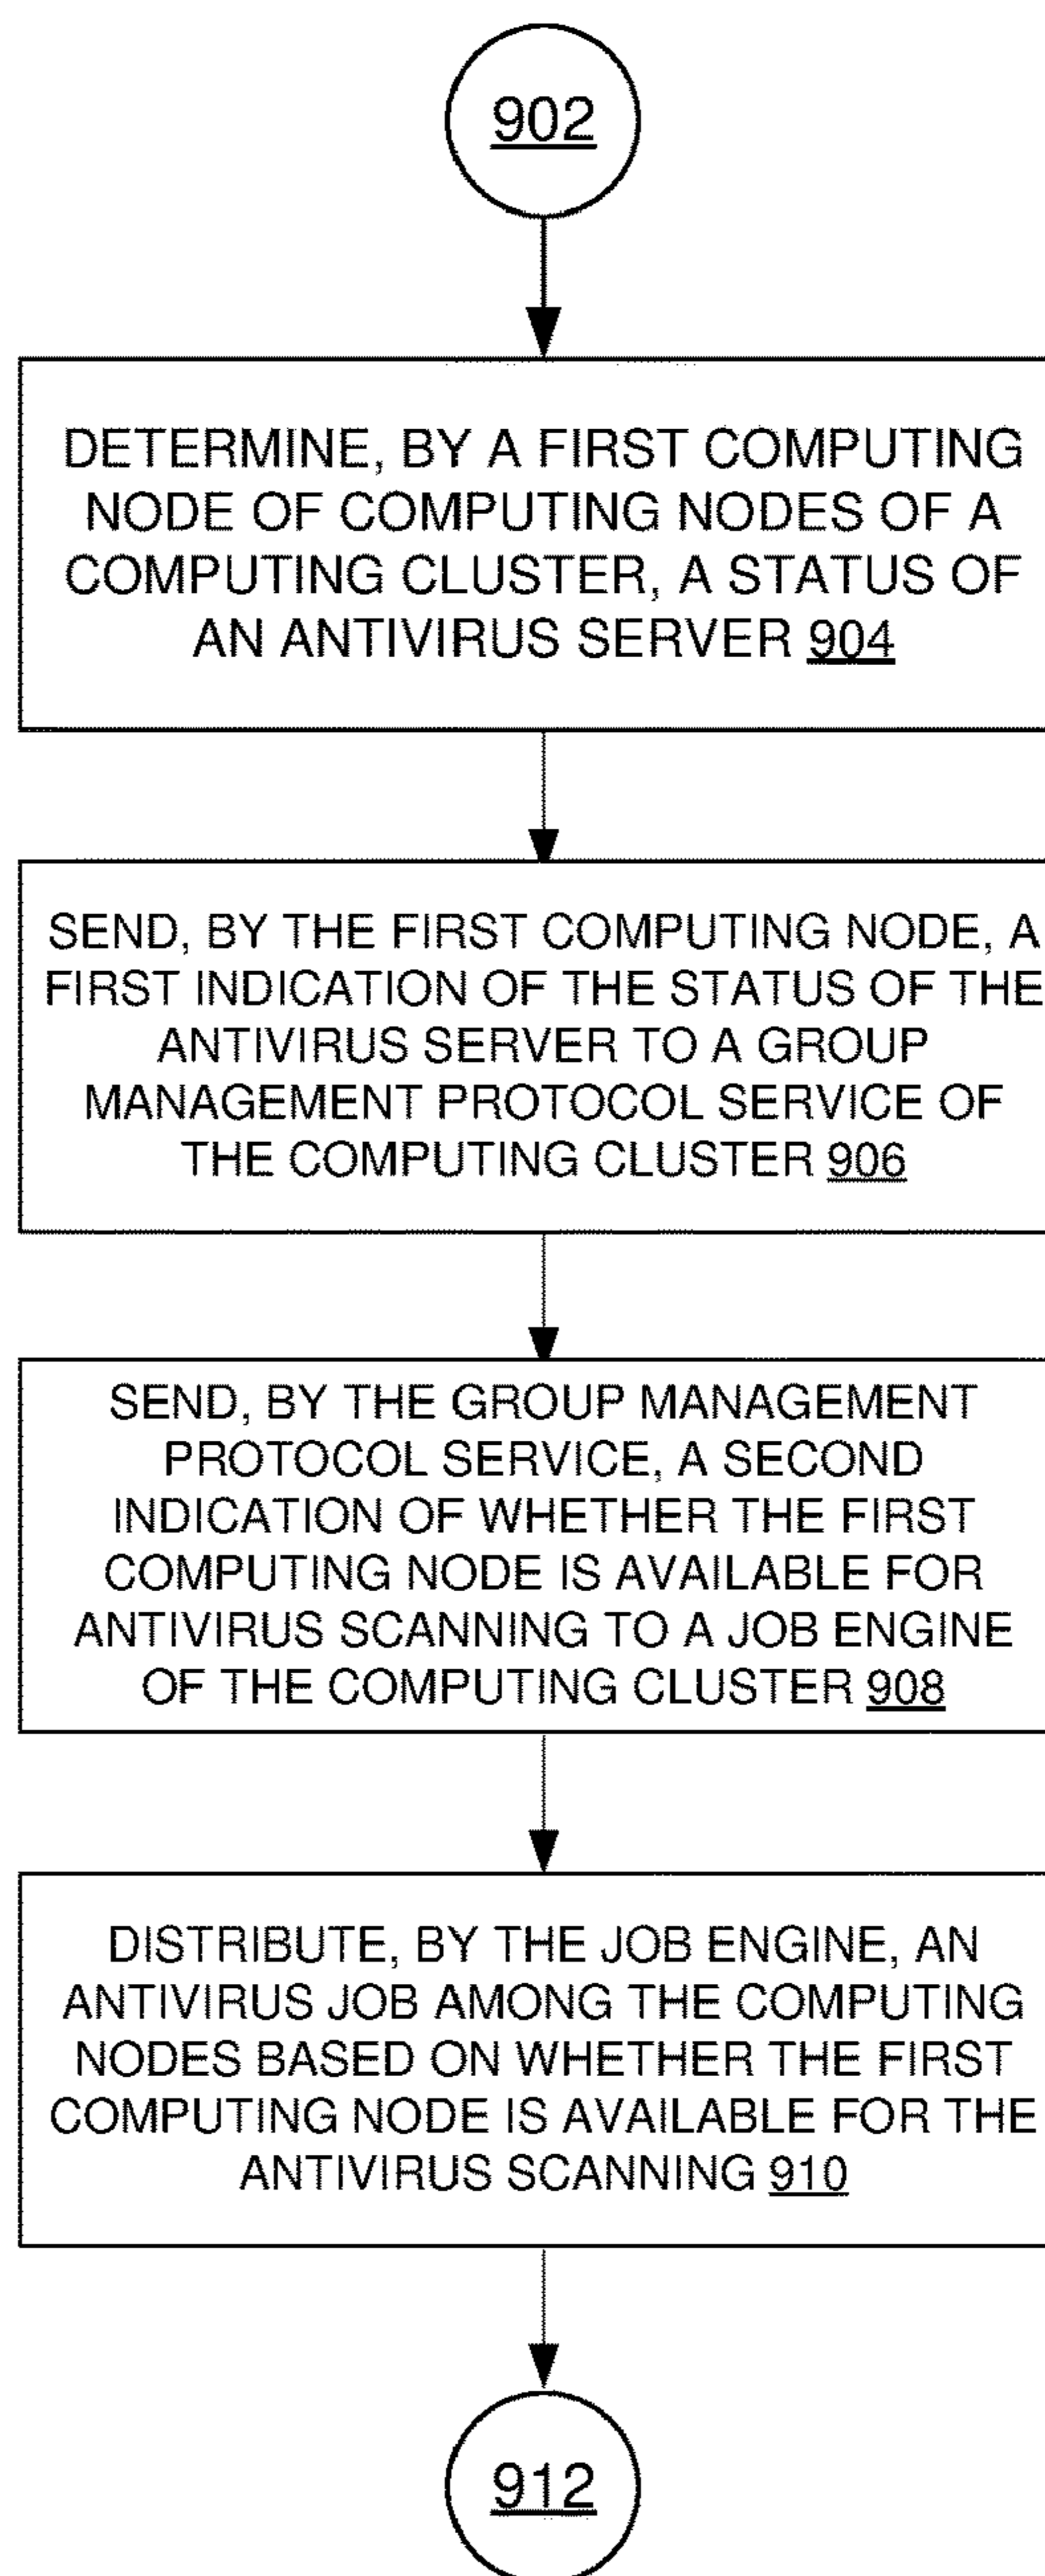 902
DETERMINE, BY A FIRST COMPUTING
NODE OF COMPUTING NODES OF A
COMPUTING CLUSTER, A STATUS OF
AN ANTIVIRUS SERVER 904
SEND, BY THE FIRST COMPUTING NODE, A
FIRST INDICATION OF THE STATUS OF THE
ANTIVIRUS SERVER TO A GROUP
MANAGEMENT PROTOCOL SERVICE OF
THE COMPUTING CLUSTER 906
SEND, BY THE GROUP MANAGEMENT
PROTOCOL SERVICE, A SECOND
INDICATION OF WHETHER THE FIRST
COMPUTING NODE IS AVAILABLE FOR
ANTIVIRUS SCANNING TO A JOB ENGINE
OF THE COMPUTING CLUSTER 908
DISTRIBUTE, BY THE JOB ENGINE, AN
ANTIVIRUS JOB AMONG THE COMPUTING
NODES BASED ON WHETHER THE FIRST
COMPUTING NODE IS AVAILABLE FOR THE
ANTIVIRUS SCANNING 910
912